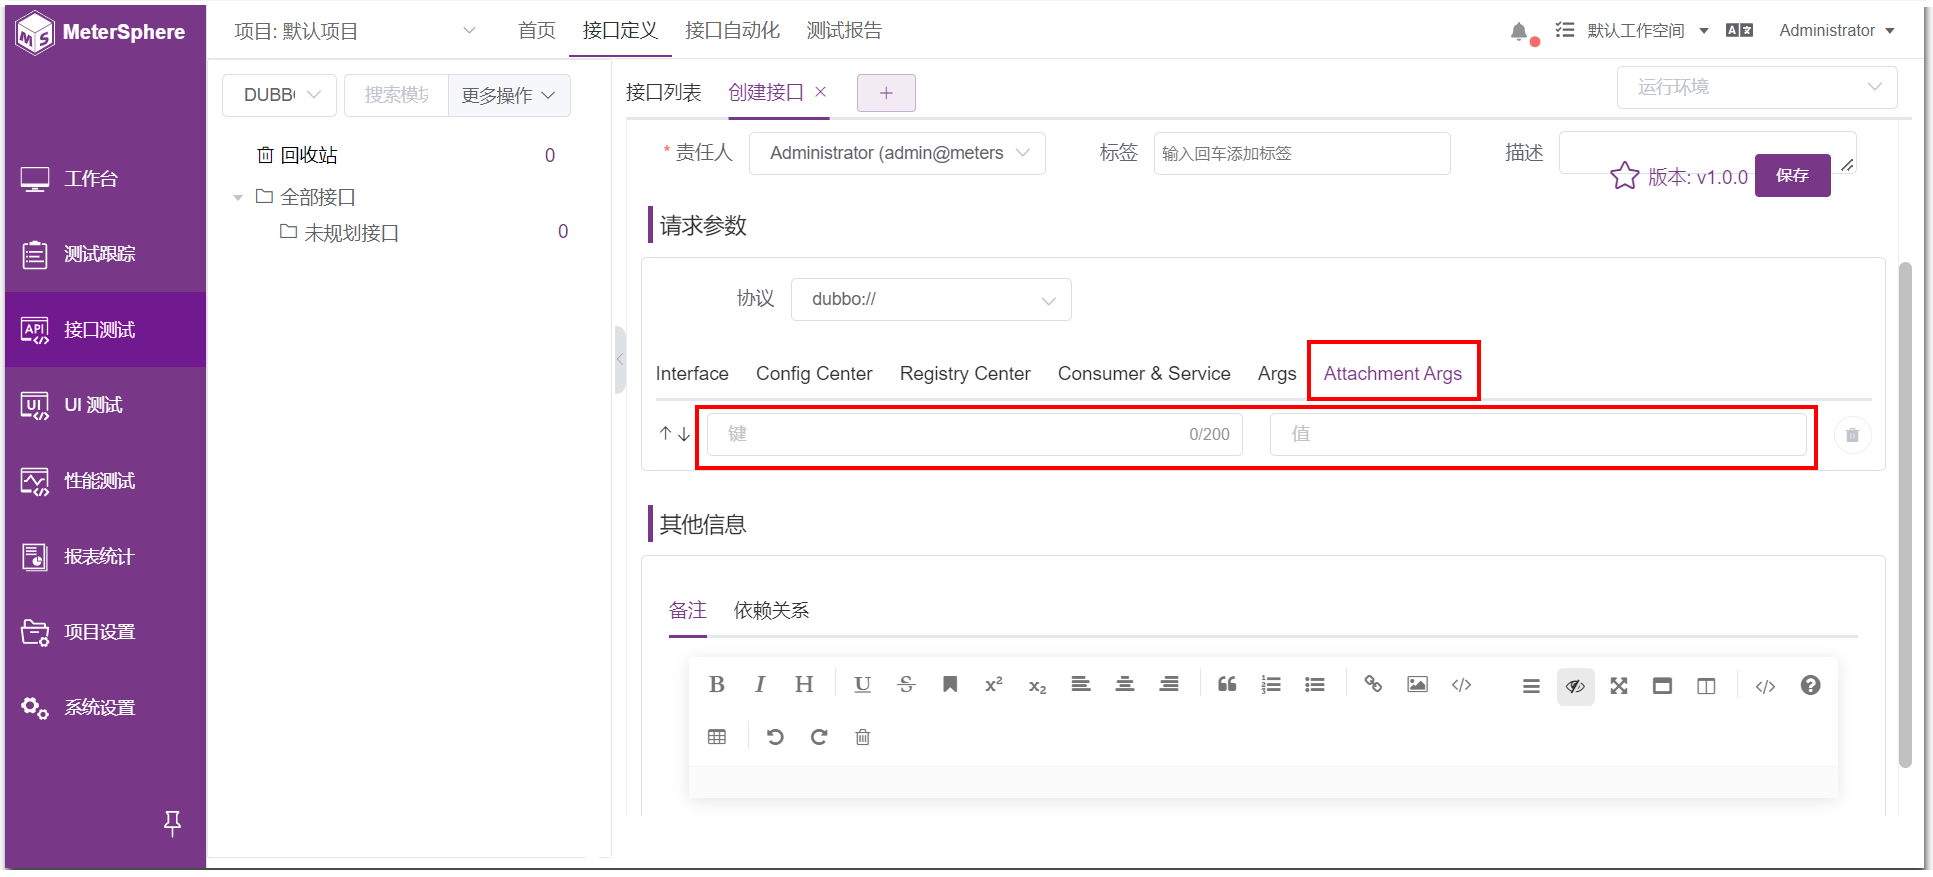 MeterSphere
项目: 默认项目
首页
接口定义
接口自动化
测试报告
默认工作空间
Administrator
工作台
测试跟踪
接口测试
UI 测试
性能测试
报表统计
项目设置
系统设置
DUBB
搜索模块
更多操作
回收站 0
全部接口
未规划接口 0
接口列表
创建接口
+
运行环境
* 责任人
Administrator (admin@meters
标签
输入回车添加标签
描述
版本: v1.0.0
保存
请求参数
协议
dubbo://
Interface
Config Center
Registry Center
Consumer & Service
Args
Attachment Args
键
0/200
值
其他信息
备注
依赖关系